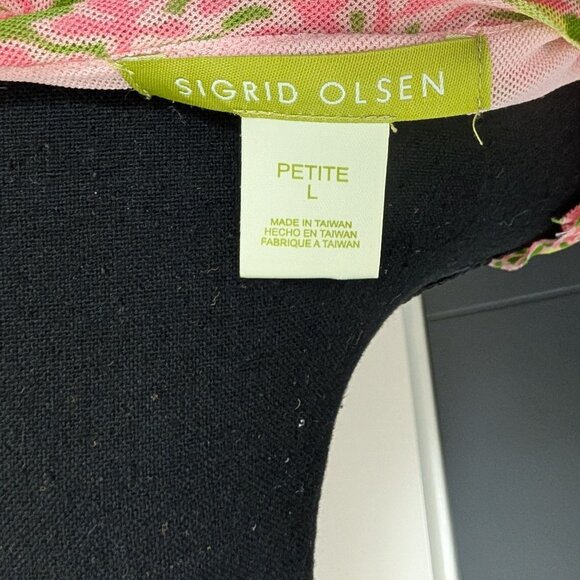 SIGRID OLSEN
PETITE
L
MADE IN TAIWAN
HECHO EN TAIWAN
FABRIQUE A TAIWAN